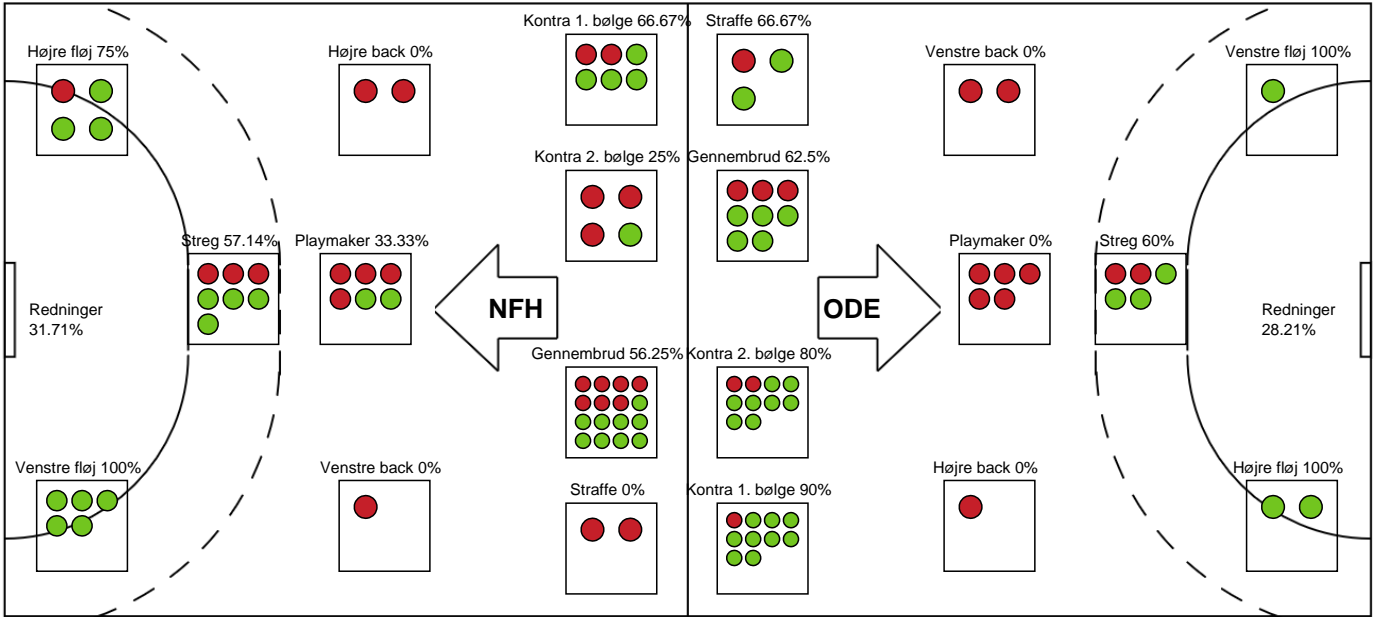 Kontra 1. bølge 66.67%
Straffe 66.67%
Højre fløj 75%
Højre back 0%
Venstre back 0%
Venstre fløj 100%
Kontra 2. bølge 25%
Gennembrud 62.5%
Streg 57.14%
Playmaker 33.33%
Playmaker 0%
Streg 60%
Redninger
31.71%
NFH
ODE
Redninger
28.21%
Gennembrud 56.25%
Kontra 2. bølge 80%
Venstre fløj 100%
Venstre back 0%
Højre back 0%
Højre fløj 100%
Straffe 0%
Kontra 1. bølge 90%